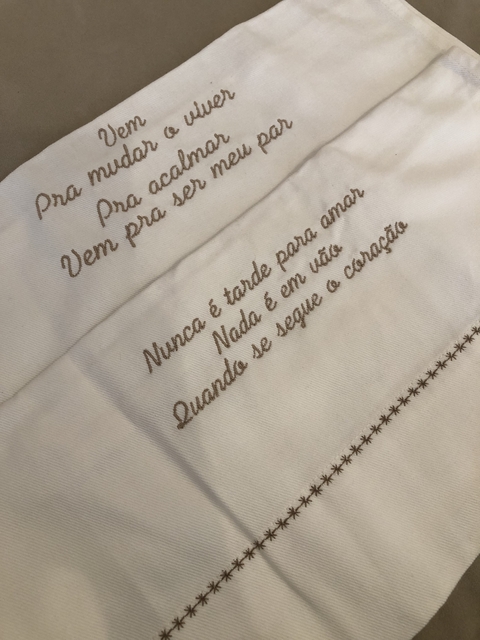 Vem
Pra mudar o viver
Pra acalmar
Vem pra ser meu par
Nunca é tarde para amar
Nada é em vão
Quando se segue o coração